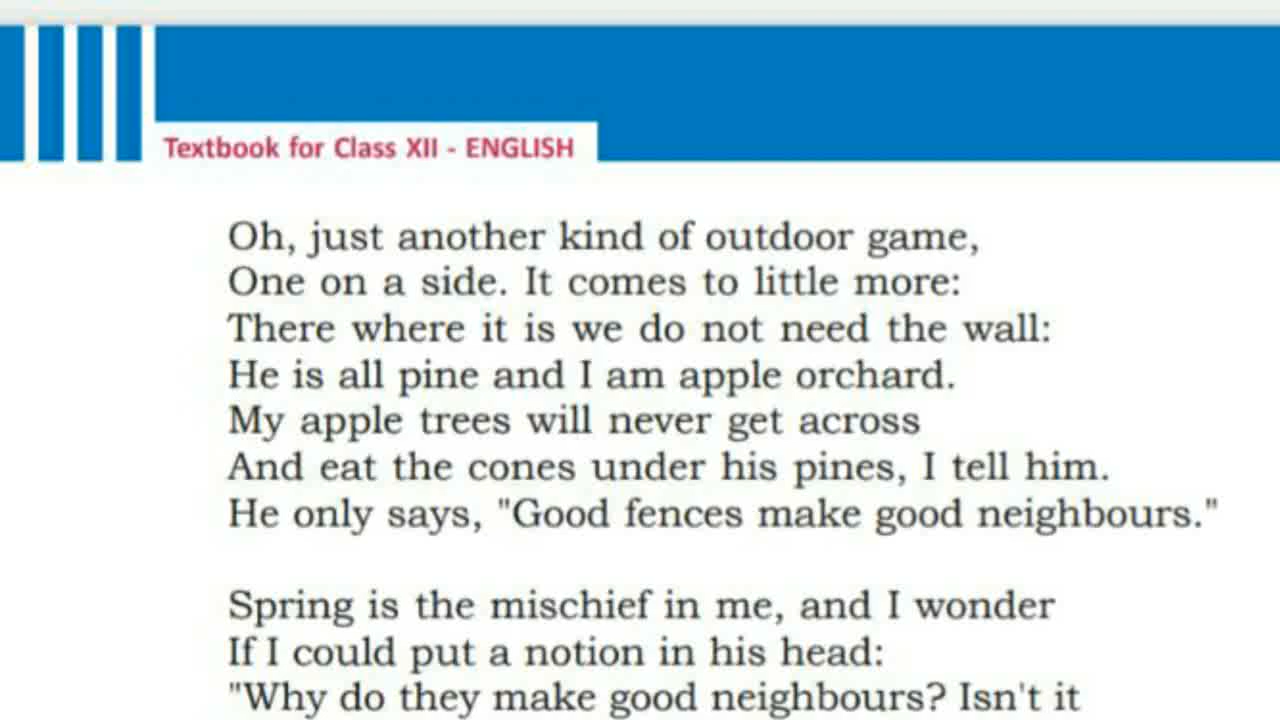 Textbook for Class XII - ENGLISH
Oh, just another kind of outdoor game,
One on a side. It comes to little more:
There where it is we do not need the wall:
He is all pine and I am apple orchard.
My apple trees will never get across
And eat the cones under his pines, I tell him.
He only says, "Good fences make good neighbours."
Spring is the mischief in me, and I wonder
If I could put a notion in his head:
"Why do they make good neighbours? Isn't it